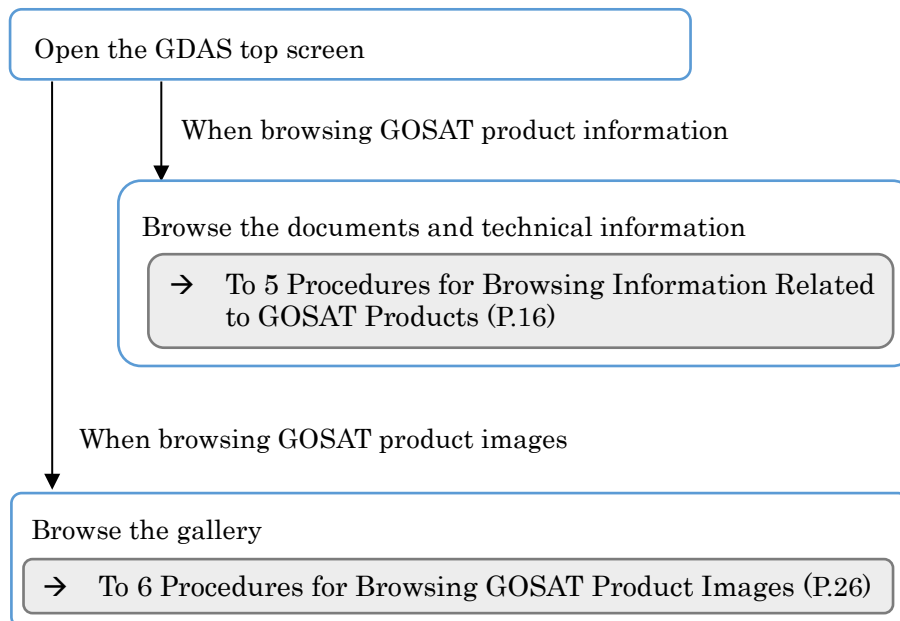 Open the GDAS top screen
When browsing GOSAT product information
Browse the documents and technical information
→ To 5 Procedures for Browsing Information Related
to GOSAT Products (P.16)
When browsing GOSAT product images
Browse the gallery
→ To 6 Procedures for Browsing GOSAT Product Images (P.26)